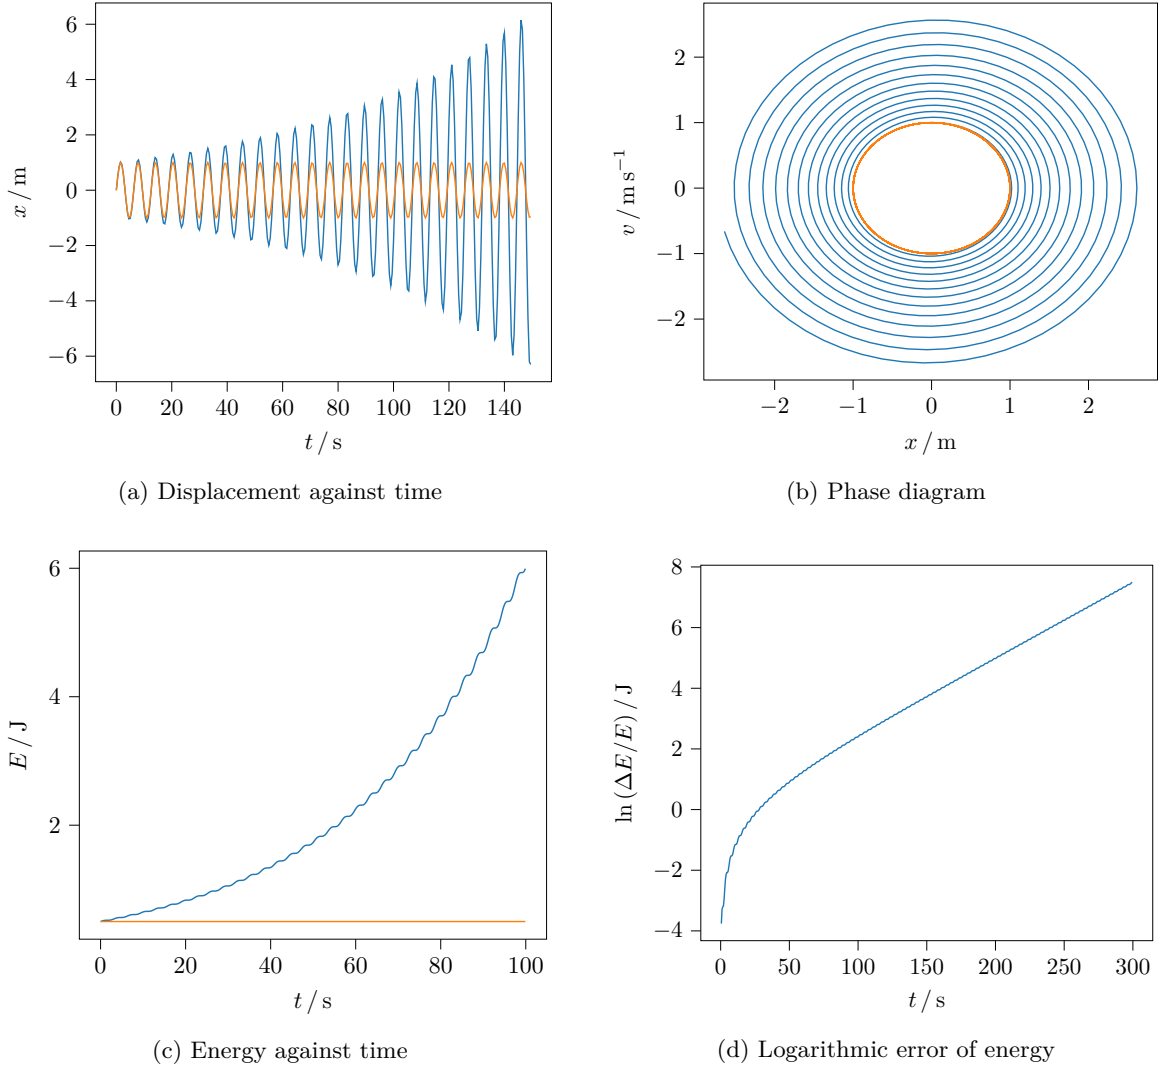 6
4
2
0
−2
−4
−6
x / m
0 20 40 60 80 100 120 140
t / s
(a) Displacement against time
2
1
0
−1
−2
v / m s⁻¹
−2 −1 0 1 2
x / m
(b) Phase diagram
6
4
2
E / J
0 20 40 60 80 100
t / s
(c) Energy against time
8
6
4
2
0
−2
−4
ln (ΔE/E) / J
0 50 100 150 200 250 300
t / s
(d) Logarithmic error of energy